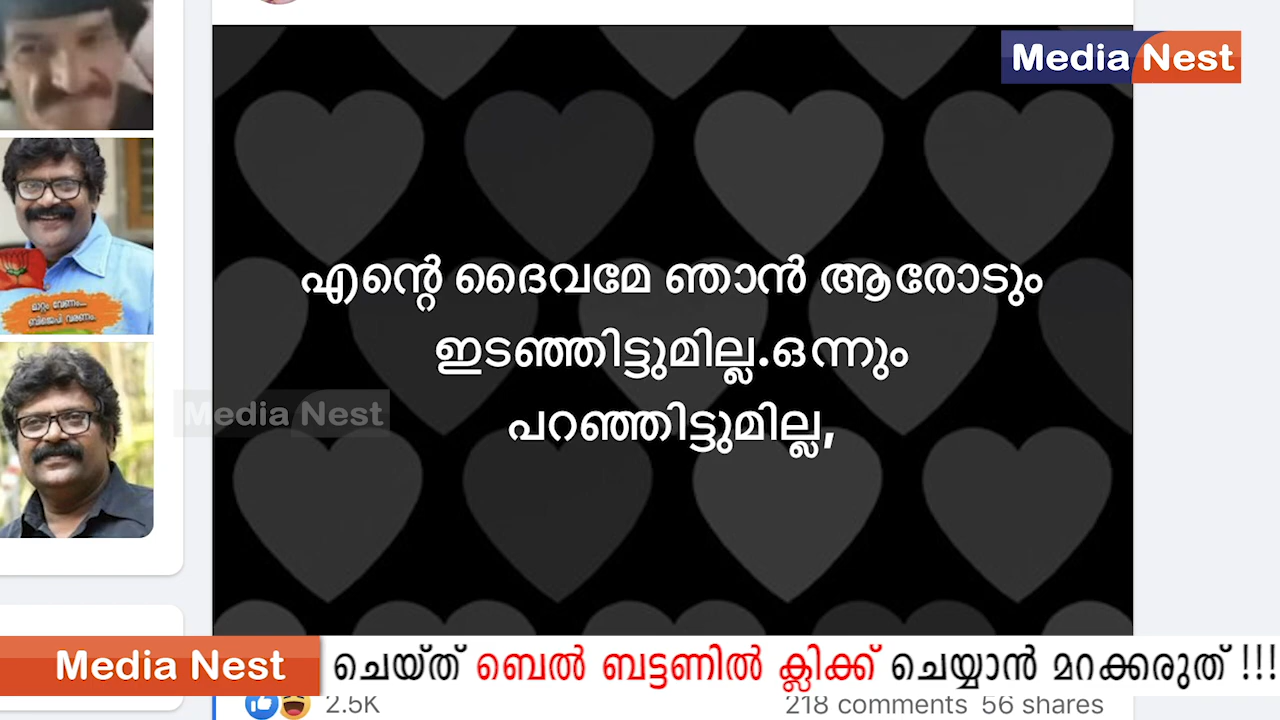 Media Nest
എന്റെ ദൈവമേ ഞാൻ ആരോടും
ഇടഞ്ഞിട്ടുമില്ല.ഒന്നും
പറഞ്ഞിട്ടുമില്ല,
മാറ്റം വേണം...
ബിജെപി വരണം.
Media Nest
Media Nest ചെയ്ത് ബെൽ ബട്ടണിൽ ക്ലിക്ക് ചെയ്യാൻ മറക്കരുത് !!!
2.5K 218 comments 56 shares